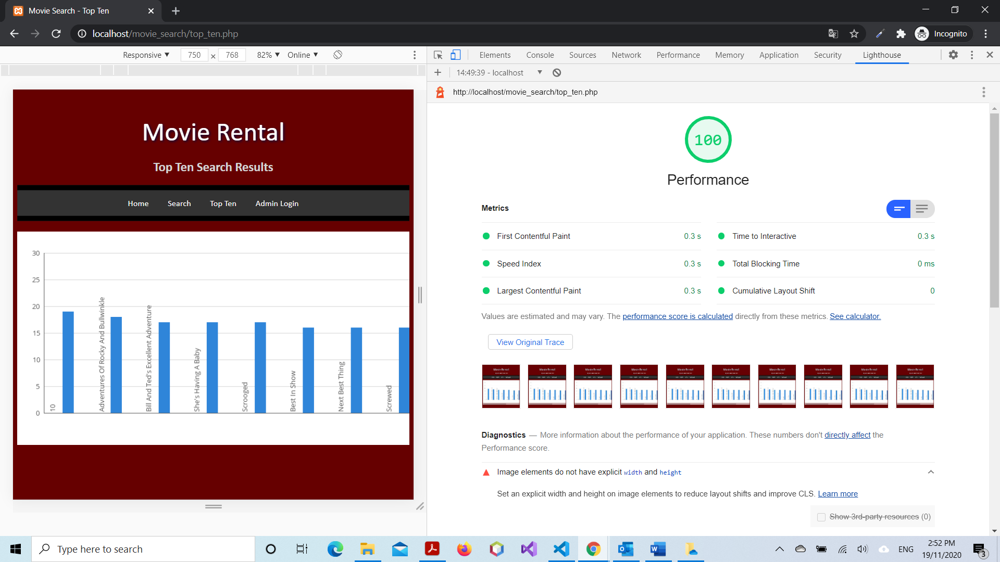 Movie Search - Top Ten
localhost/movie_search/top_ten.php
Incognito
Responsive 750 × 768 82% Online
Elements Console Sources Network Performance Memory Application Security Lighthouse
14:49:39 - localhost
http://localhost/movie_search/top_ten.php
Movie Rental
Top Ten Search Results
Home Search Top Ten Admin Login
30
25
20
15
10
5
0
10
Adventures Of Rocky And Bullwinkle
Bill And Ted's Excellent Adventure
She's Having A Baby
Scrooged
Best In Show
Next Best Thing
Screwed
100
Performance
Metrics
First Contentful Paint 0.3 s
Time to Interactive 0.3 s
Speed Index 0.3 s
Total Blocking Time 0 ms
Largest Contentful Paint 0.3 s
Cumulative Layout Shift 0
Values are estimated and may vary. The performance score is calculated directly from these metrics. See calculator.
View Original Trace
Diagnostics — More information about the performance of your application. These numbers don't directly affect the
Performance score.
Image elements do not have explicit width and height
Set an explicit width and height on image elements to reduce layout shifts and improve CLS. Learn more
Show 3rd-party resources (0)
Type here to search
ENG
2:52 PM
19/11/2020
3